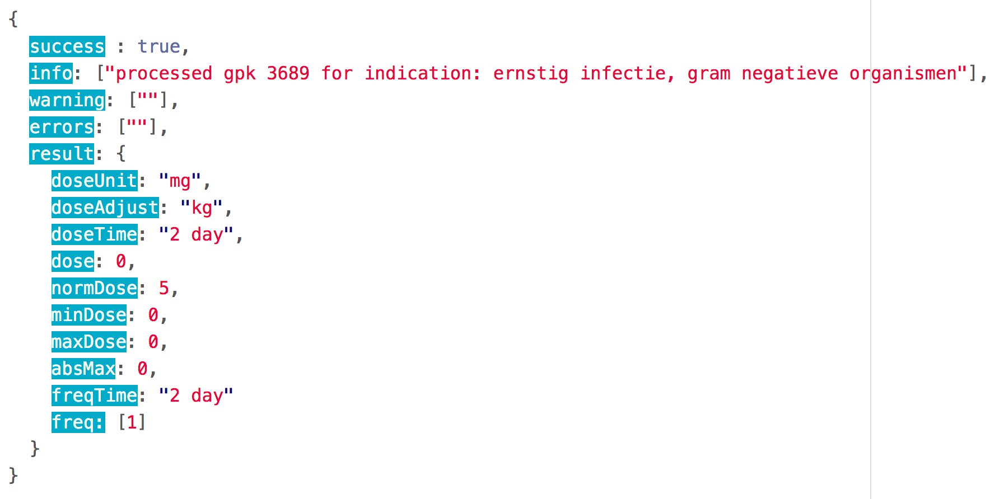 {
  success : true,
  info: ["processed gpk 3689 for indication: ernstig infectie, gram negatieve organismen"],
  warning: [""],
  errors: [""],
  result: {
    doseUnit: "mg",
    doseAdjust: "kg",
    doseTime: "2 day",
    dose: 0,
    normDose: 5,
    minDose: 0,
    maxDose: 0,
    absMax: 0,
    freqTime: "2 day"
    freq: [1]
  }
}